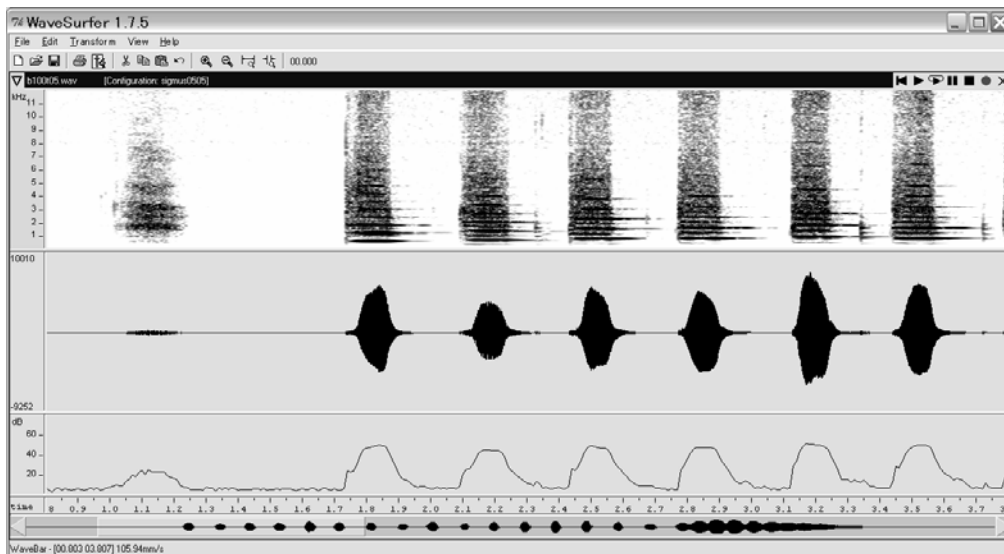 74 WaveSurfer 1.7.5
File Edit Transform View Help
00.000
b100t05.wav [Configuration: sigmus0505]
kHz
11
10
9
8
7
6
5
4
3
2
1
10010
-9252
dB
60
40
20
time 8 0.9 1.0 1.1 1.2 1.3 1.4 1.5 1.6 1.7 1.8 1.9 2.0 2.1 2.2 2.3 2.4 2.5 2.6 2.7 2.8 2.9 3.0 3.1 3.2 3.3 3.4 3.5 3.6 3.7 3.
WaveBar - [00.803 03.807] 105.94mm/s